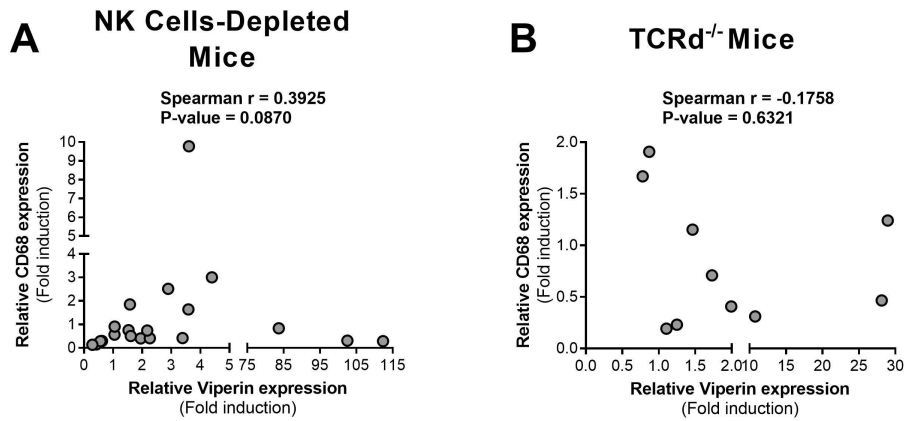 A
NK Cells-Depleted
Mice
Spearman r = 0.3925
P-value = 0.0870
Relative CD68 expression
(Fold induction)
10
9
8
7
6
5
4
3
2
1
0
0 1 2 3 4 5 75 85 95 105 115
Relative Viperin expression
(Fold induction)
B
TCRd-/- Mice
Spearman r = -0.1758
P-value = 0.6321
Relative CD68 expression
(Fold induction)
2.0
1.5
1.0
0.5
0.0
0.0 0.5 1.0 1.5 2.0 10 15 20 25 30
Relative Viperin expression
(Fold induction)